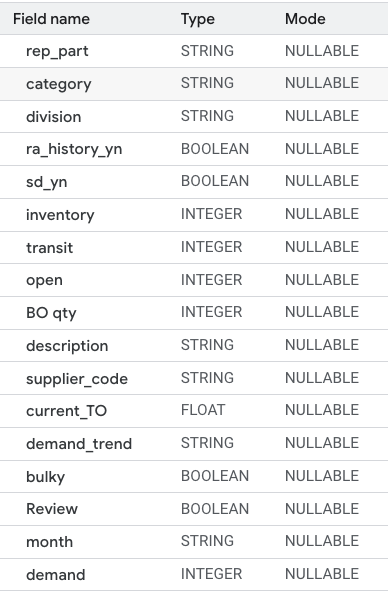 Field name Type Mode
rep_part STRING NULLABLE
category STRING NULLABLE
division STRING NULLABLE
ra_history_yn BOOLEAN NULLABLE
sd_yn BOOLEAN NULLABLE
inventory INTEGER NULLABLE
transit INTEGER NULLABLE
open INTEGER NULLABLE
BO qty INTEGER NULLABLE
description STRING NULLABLE
supplier_code STRING NULLABLE
current_TO FLOAT NULLABLE
demand_trend STRING NULLABLE
bulky BOOLEAN NULLABLE
Review BOOLEAN NULLABLE
month STRING NULLABLE
demand INTEGER NULLABLE